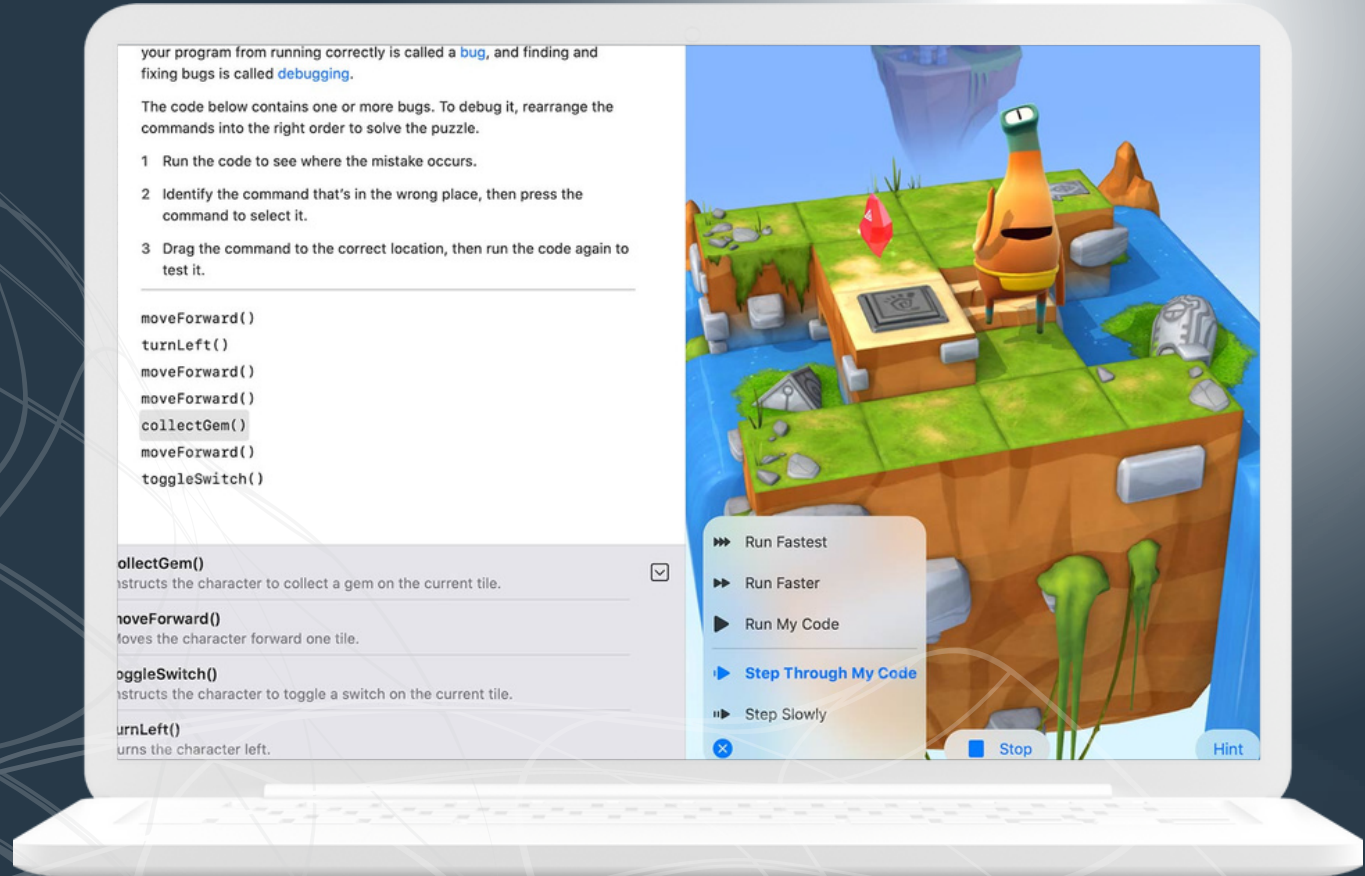 your program from running correctly is called a bug, and finding and
fixing bugs is called debugging.
The code below contains one or more bugs. To debug it, rearrange the
commands into the right order to solve the puzzle.
1 Run the code to see where the mistake occurs.
2 Identify the command that's in the wrong place, then press the
command to select it.
3 Drag the command to the correct location, then run the code again to
test it.
moveForward()
turnLeft()
moveForward()
moveForward()
collectGem()
moveForward()
toggleSwitch()
ollectGem()
nstructs the character to collect a gem on the current tile.
moveForward()
Moves the character forward one tile.
oggleSwitch()
nstructs the character to toggle a switch on the current tile.
urnLeft()
urns the character left.
Run Fastest
Run Faster
Run My Code
Step Through My Code
Step Slowly
Stop
Hint